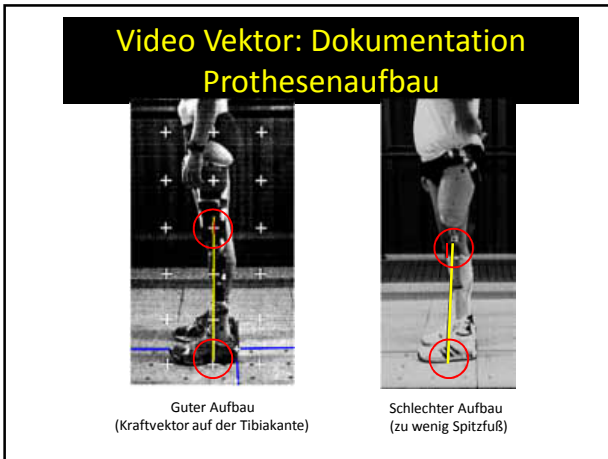 Video Vektor: Dokumentation
Prothesenaufbau
Guter Aufbau
(Kraftvektor auf der Tibiakante)
Schlechter Aufbau
(zu wenig Spitzfuß)